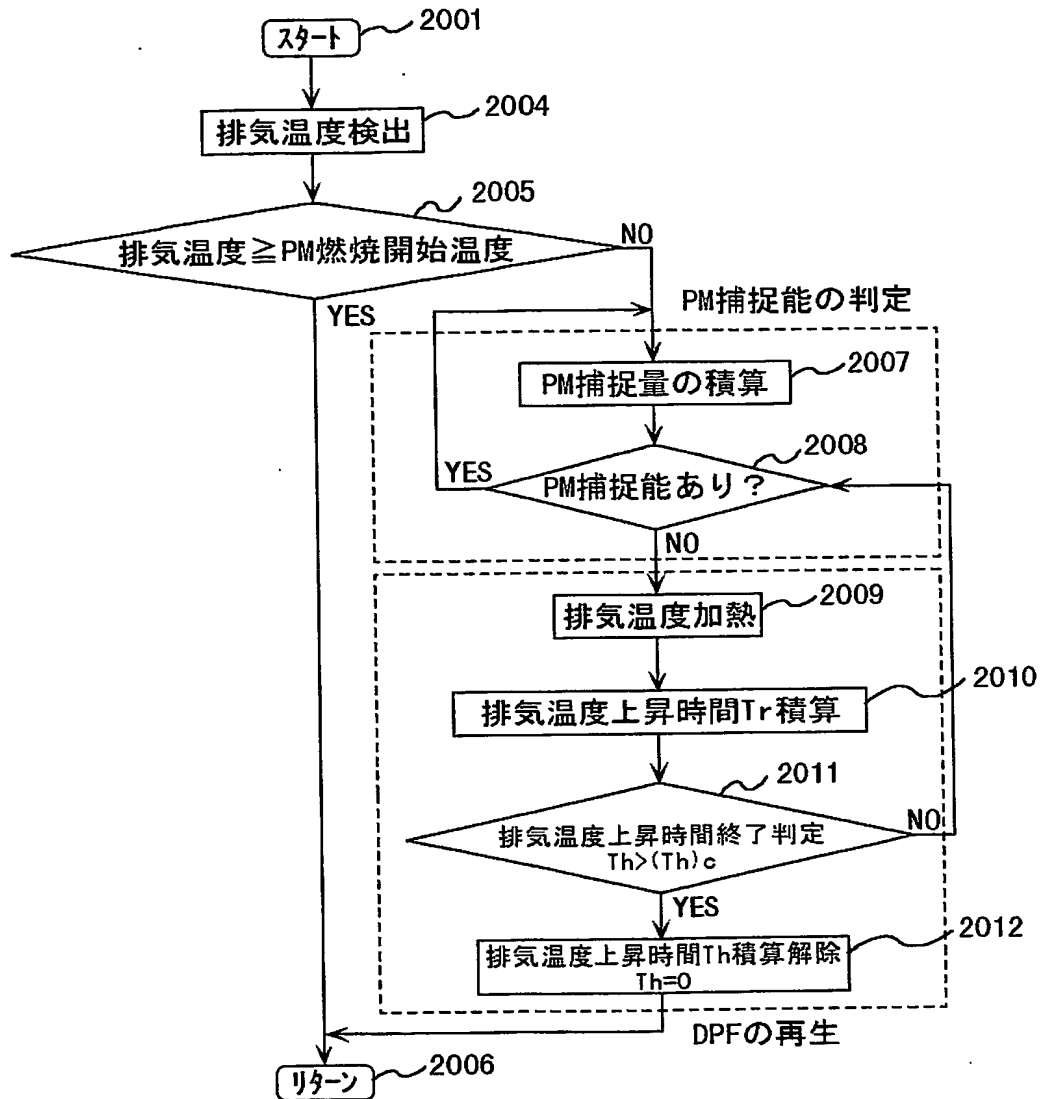 スタート
2001
2004
排気温度検出
2005
排気温度≧PM燃焼開始温度
NO
YES
PM捕捉能の判定
2007
PM捕捉量の積算
2008
YES
PM捕捉能あり?
NO
2009
排気温度加熱
2010
排気温度上昇時間Tr積算
2011
排気温度上昇時間終了判定
Th>(Th)c
NO
YES
2012
排気温度上昇時間Th積算解除
Th=0
DPFの再生
リターン
2006